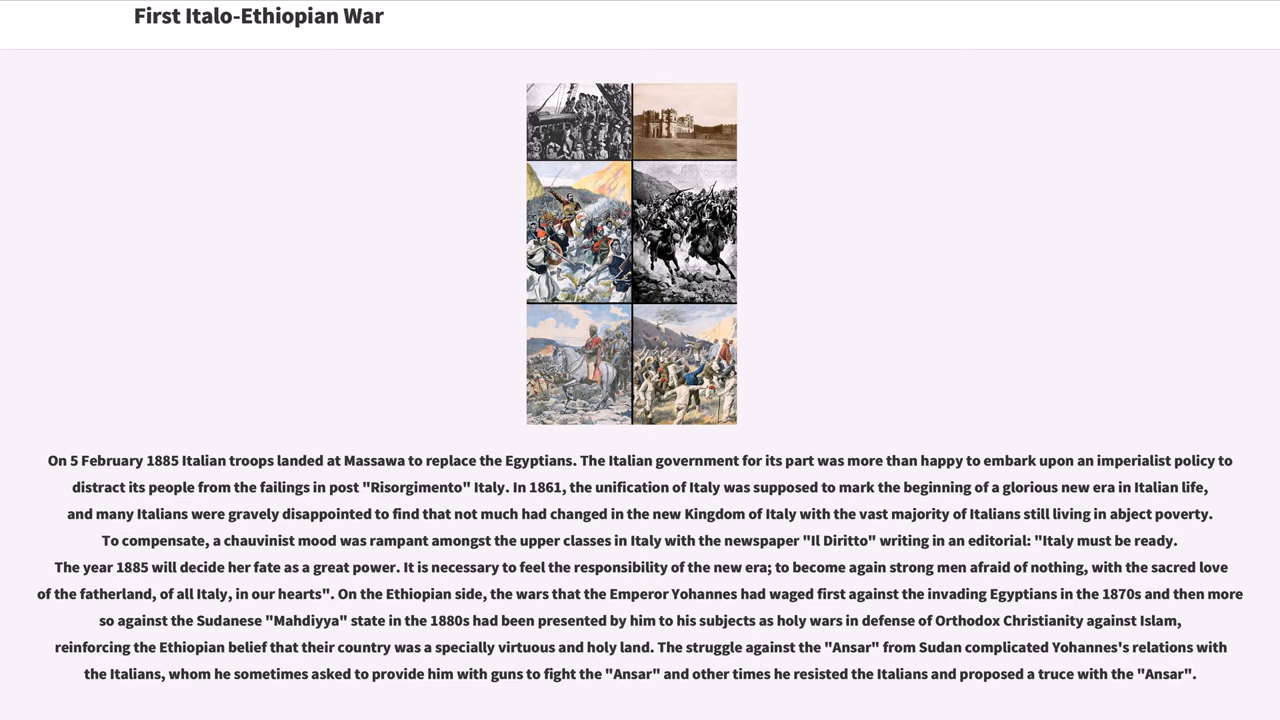 First Italo-Ethiopian War
On 5 February 1885 Italian troops landed at Massawa to replace the Egyptians. The Italian government for its part was more than happy to embark upon an imperialist policy to
distract its people from the failings in post "Risorgimento" Italy. In 1861, the unification of Italy was supposed to mark the beginning of a glorious new era in Italian life,
and many Italians were gravely disappointed to find that not much had changed in the new Kingdom of Italy with the vast majority of Italians still living in abject poverty.
To compensate, a chauvinist mood was rampant amongst the upper classes in Italy with the newspaper "Il Diritto" writing in an editorial: "Italy must be ready.
The year 1885 will decide her fate as a great power. It is necessary to feel the responsibility of the new era; to become again strong men afraid of nothing, with the sacred love
of the fatherland, of all Italy, in our hearts". On the Ethiopian side, the wars that the Emperor Yohannes had waged first against the invading Egyptians in the 1870s and then more
so against the Sudanese "Mahdiyya" state in the 1880s had been presented by him to his subjects as holy wars in defense of Orthodox Christianity against Islam,
reinforcing the Ethiopian belief that their country was a specially virtuous and holy land. The struggle against the "Ansar" from Sudan complicated Yohannes's relations with
the Italians, whom he sometimes asked to provide him with guns to fight the "Ansar" and other times he resisted the Italians and proposed a truce with the "Ansar".